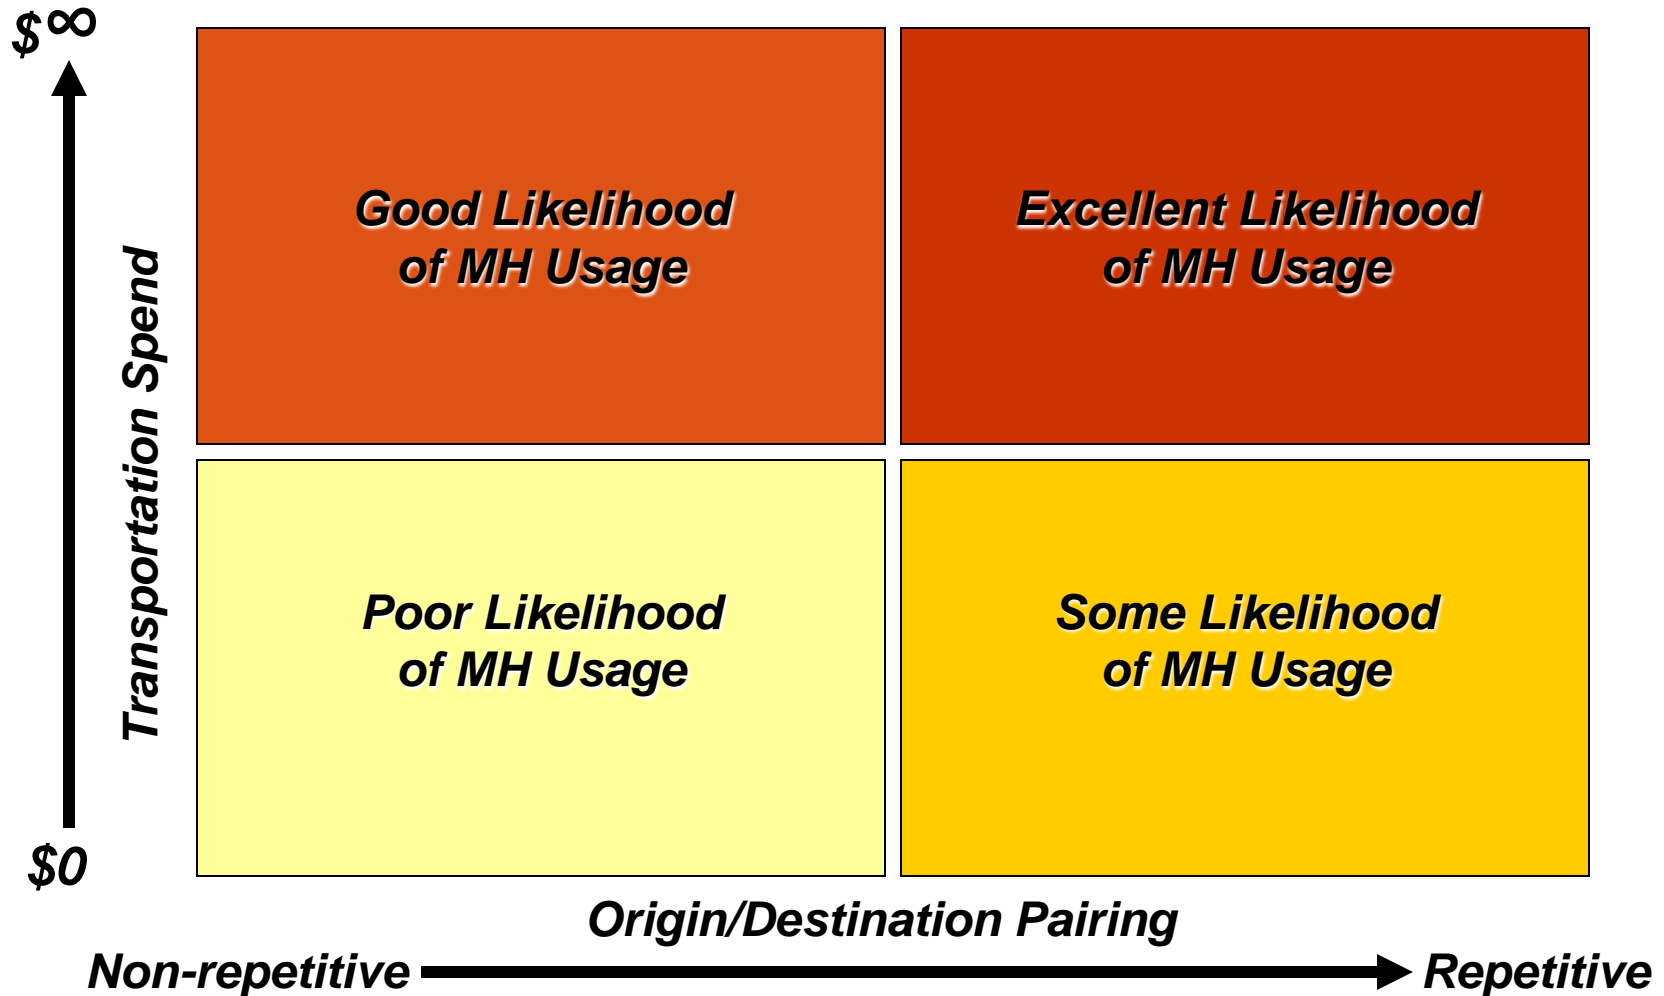 $∞
Good Likelihood
of MH Usage
Excellent Likelihood
of MH Usage
Transportation Spend
Poor Likelihood
of MH Usage
Some Likelihood
of MH Usage
$0
Origin/Destination Pairing
Non-repetitive
Repetitive